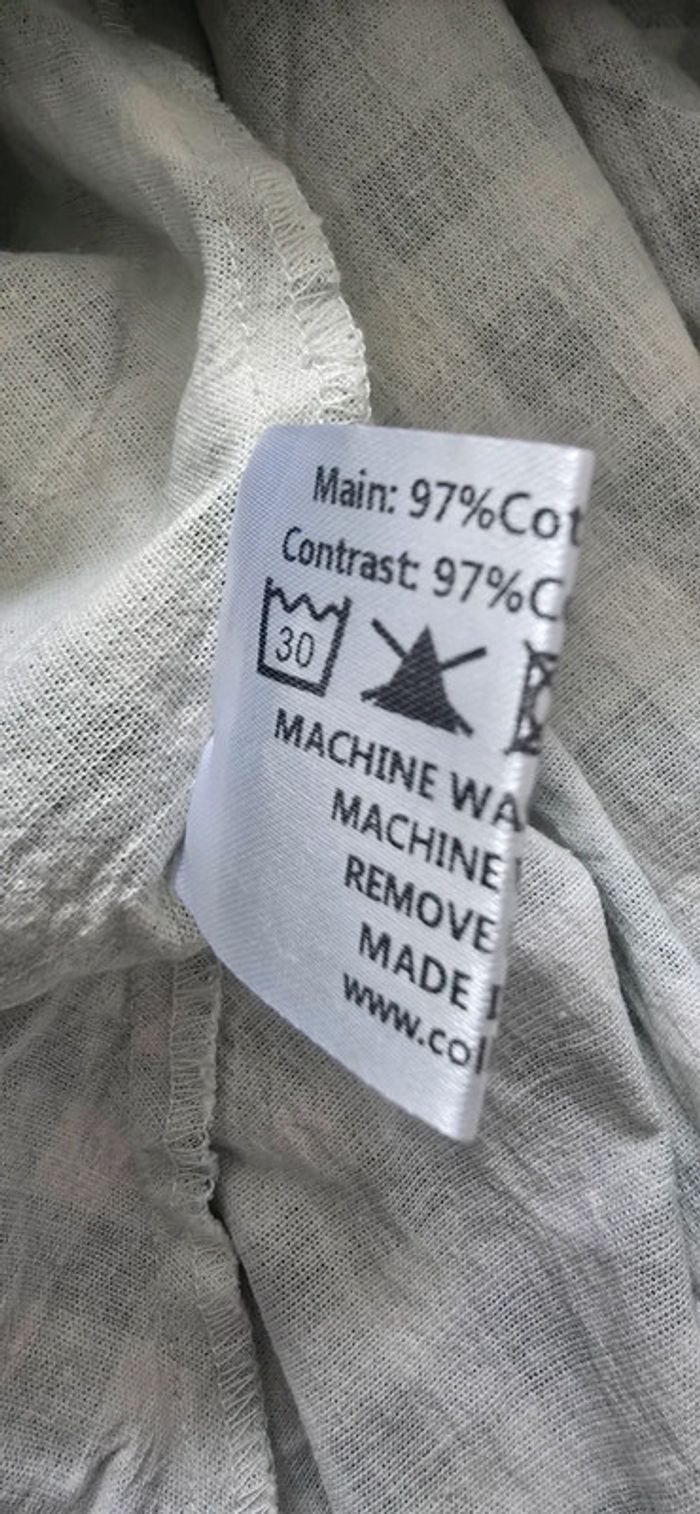 Main: 97%Cot
Contrast: 97%C
30
MACHINE WA
MACHINE
REMOVE
MADE I
www.col